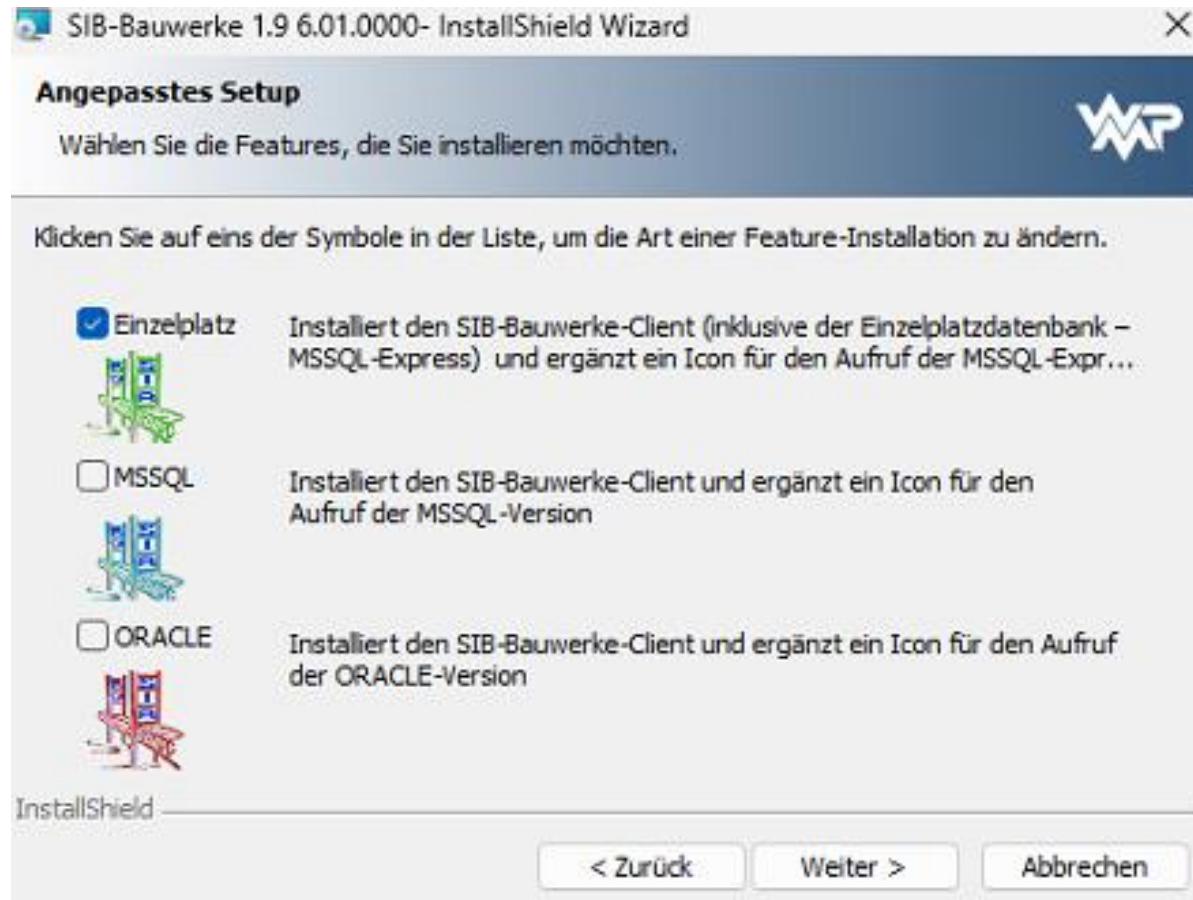 SIB-Bauwerke 1.9 6.01.0000- InstallShield Wizard
Angepasstes Setup
Wählen Sie die Features, die Sie installieren möchten.
WMP
Klicken Sie auf eins der Symbole in der Liste, um die Art einer Feature-Installation zu ändern.
Einzelplatz
Installiert den SIB-Bauwerke-Client (inklusive der Einzelplatzdatenbank –
MSSQL-Express) und ergänzt ein Icon für den Aufruf der MSSQL-Expr...
MSSQL
Installiert den SIB-Bauwerke-Client und ergänzt ein Icon für den
Aufruf der MSSQL-Version
ORACLE
Installiert den SIB-Bauwerke-Client und ergänzt ein Icon für den Aufruf
der ORACLE-Version
InstallShield
< Zurück
Weiter >
Abbrechen